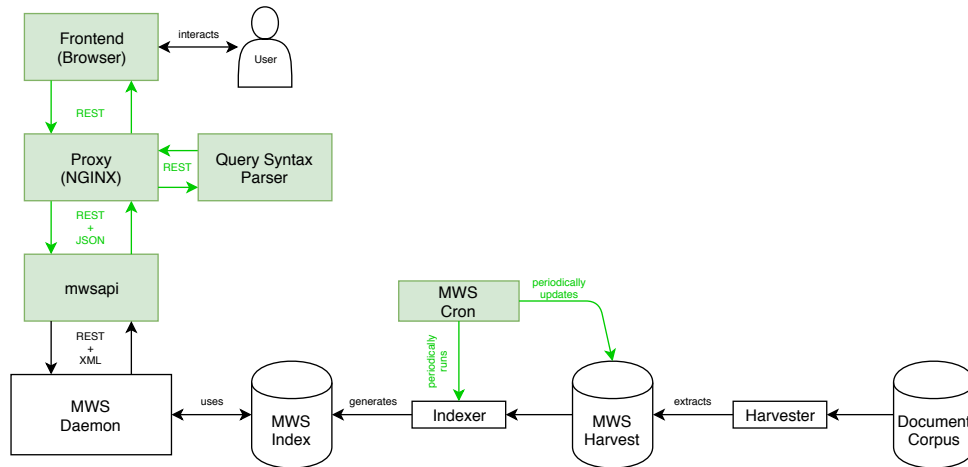 Frontend
(Browser)
interacts
User
REST
Proxy
(NGINX)
REST
Query Syntax
Parser
REST
+
JSON
mwsapi
MWS
Cron
periodically
updates
periodically
runs
REST
+
XML
MWS
Daemon
uses
MWS
Index
generates
Indexer
MWS
Harvest
extracts
Harvester
Document
Corpus